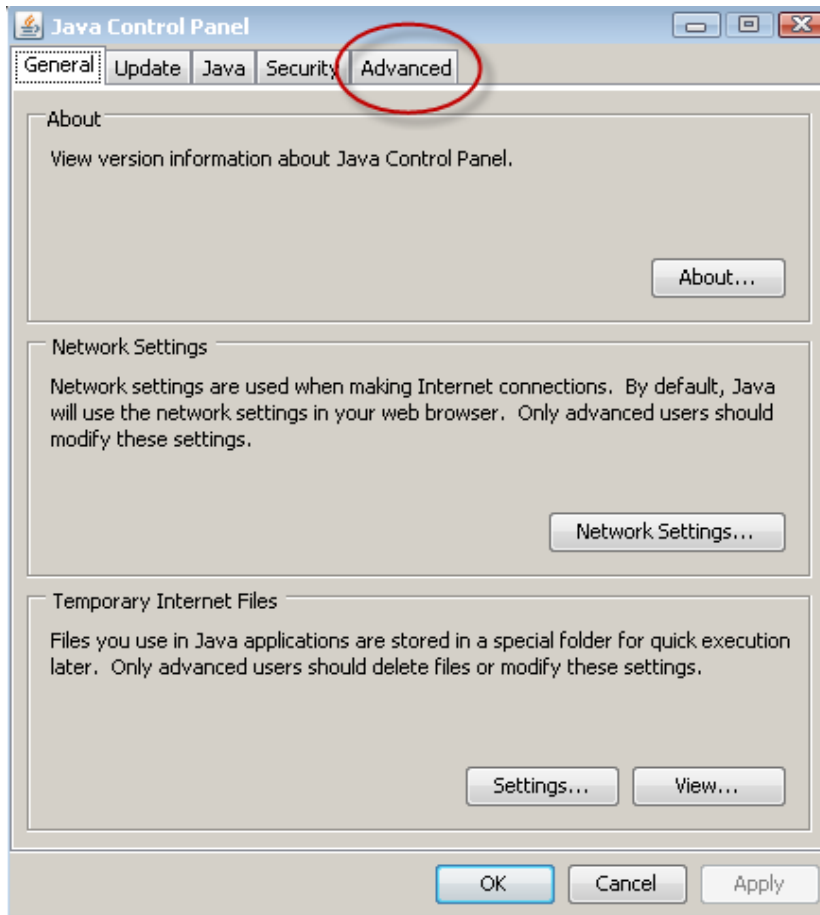 Java Control Panel
General Update Java Security Advanced
About
View version information about Java Control Panel.
About...
Network Settings
Network settings are used when making Internet connections.  By default, Java
will use the network settings in your web browser.  Only advanced users should
modify these settings.
Network Settings...
Temporary Internet Files
Files you use in Java applications are stored in a special folder for quick execution
later.  Only advanced users should delete files or modify these settings.
Settings... View...
OK Cancel Apply